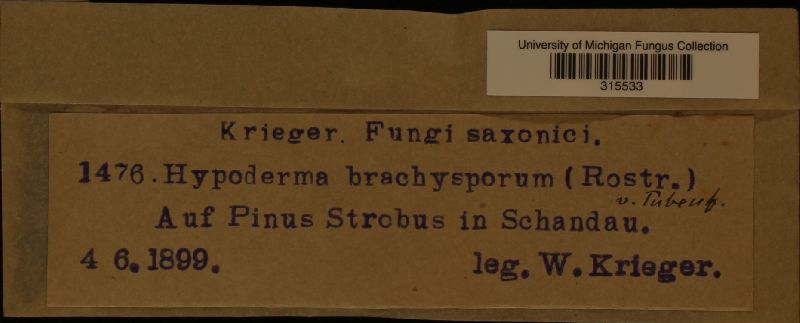 University of Michigan Fungus Collection
315533
Krieger. Fungi saxonici.
1476. Hypoderma brachysporum (Rostr.)
v. Tubeuf.
Auf Pinus Strobus in Schandau.
4 6. 1899. leg. W. Krieger.